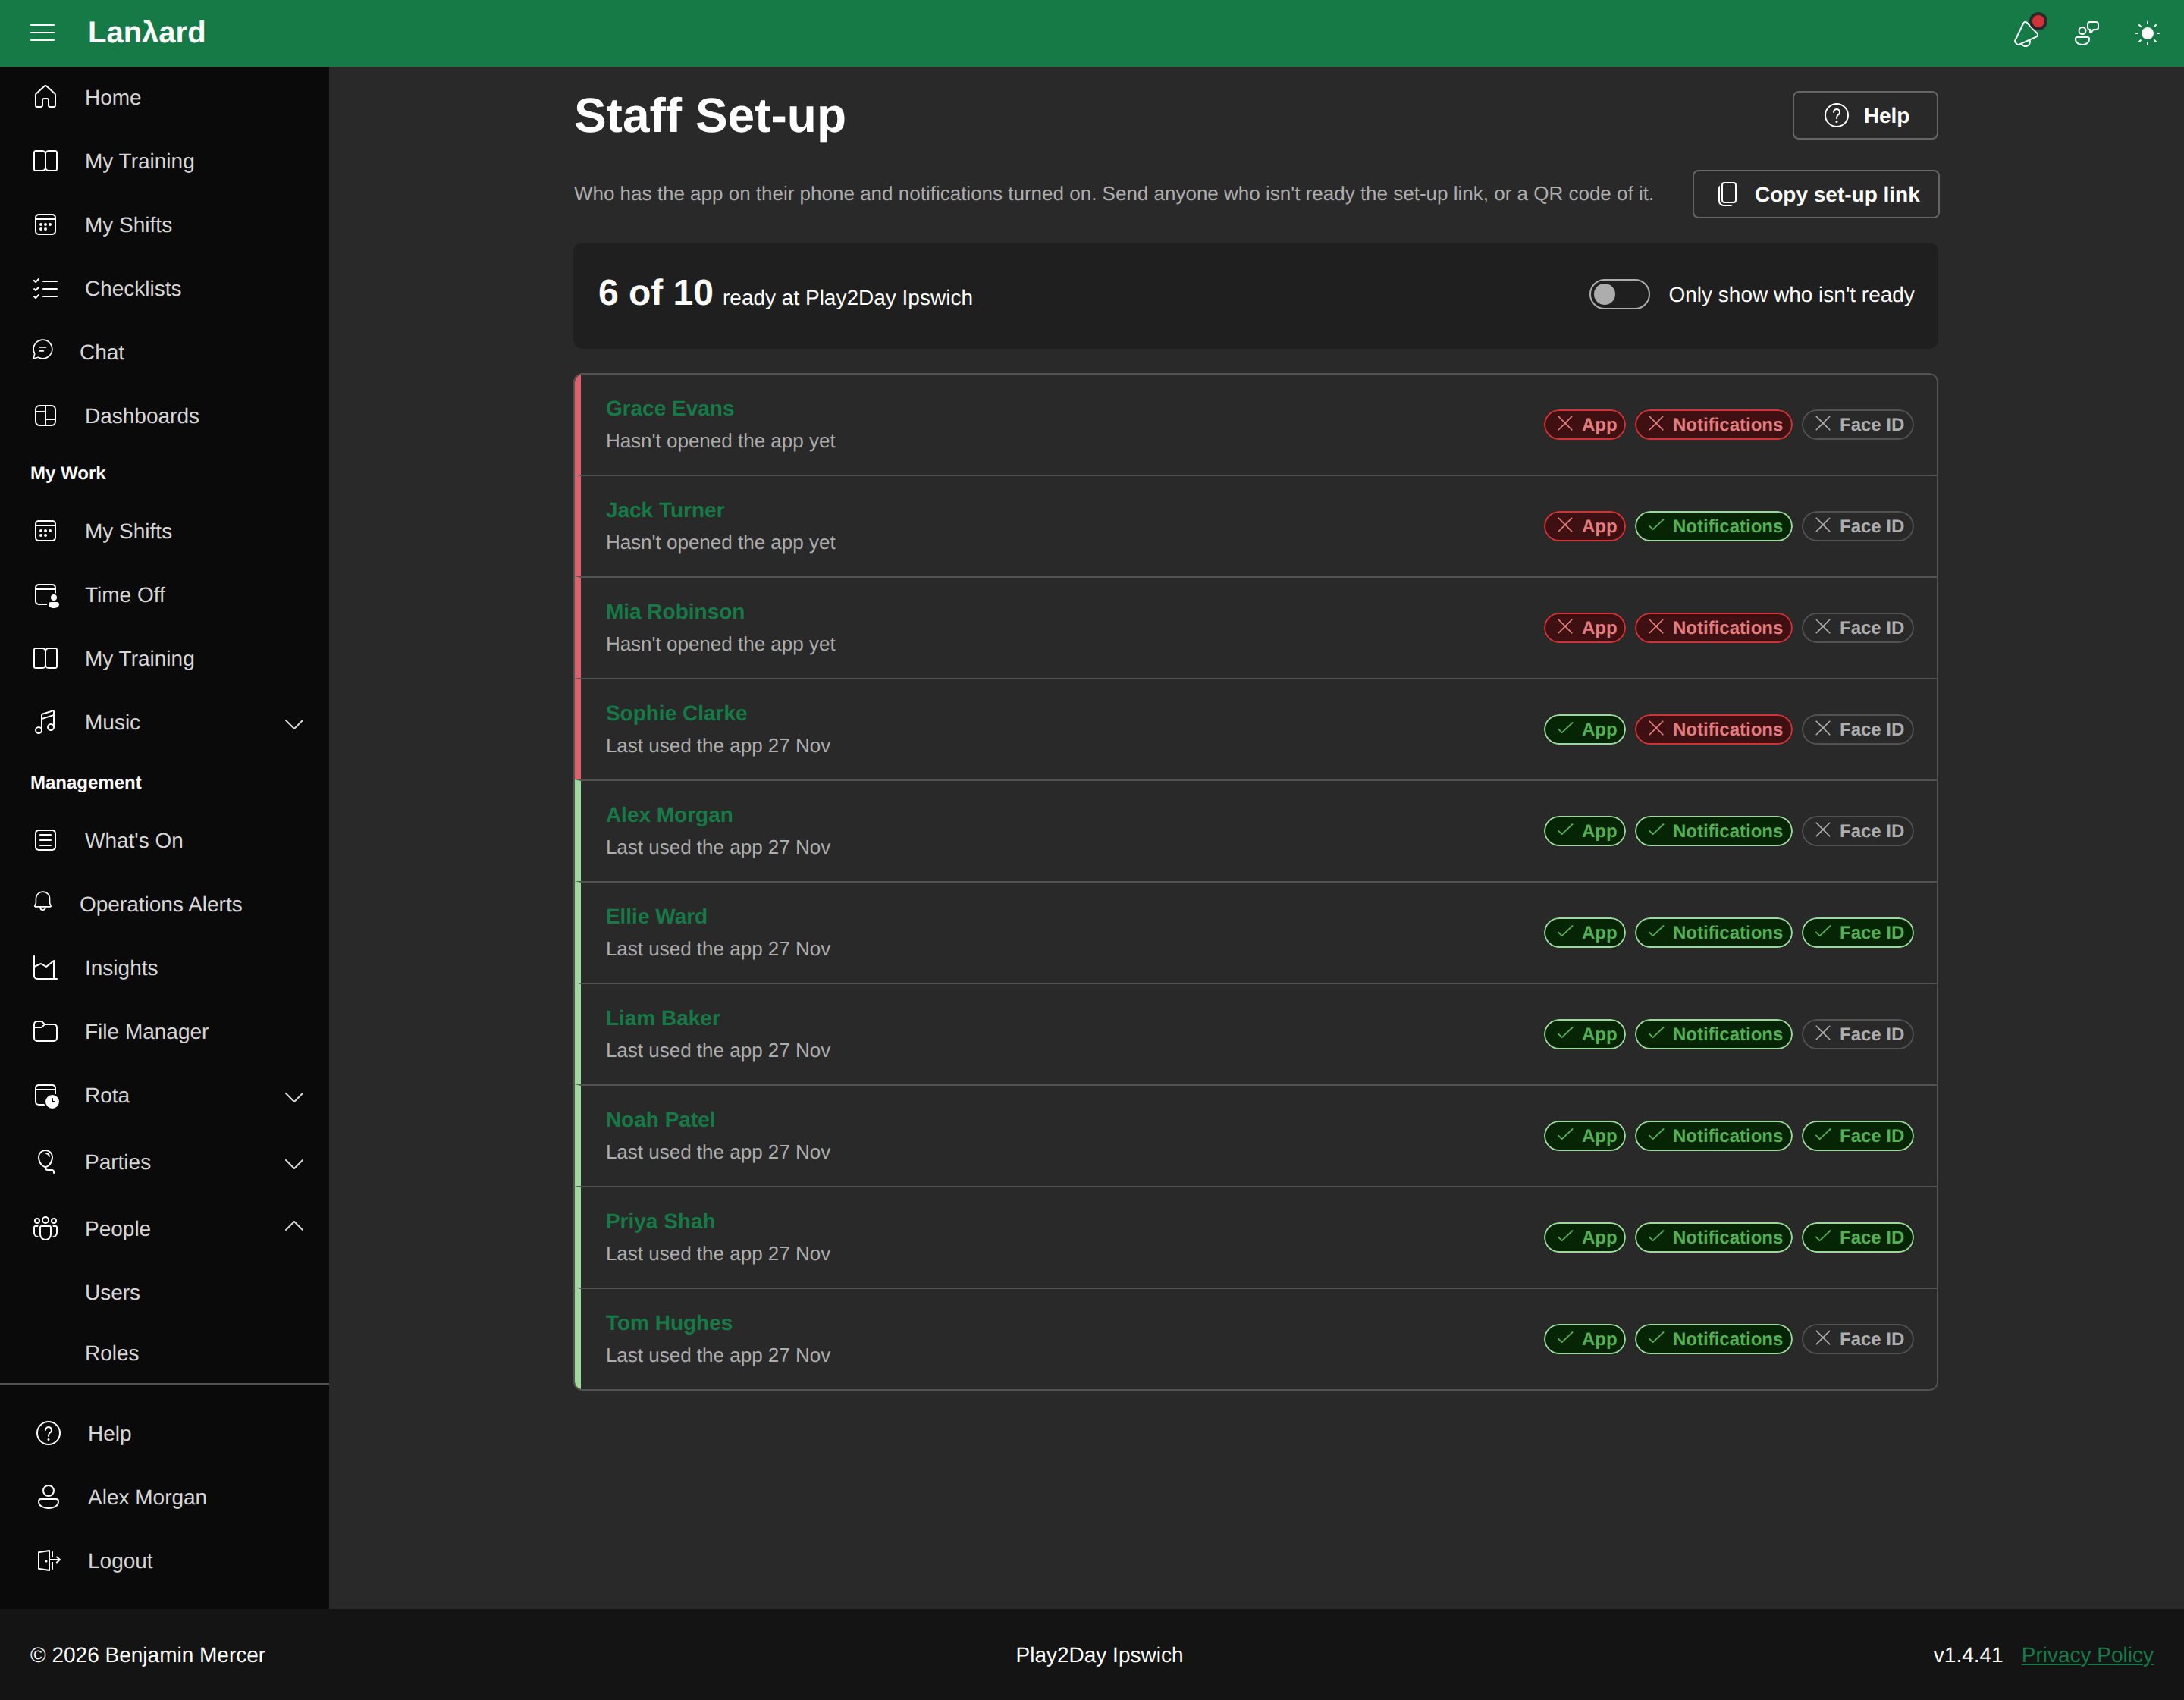 Lanλard
Home
My Training
My Shifts
Checklists
Chat
Dashboards
My Work
My Shifts
Time Off
My Training
Music
Management
What's On
Operations Alerts
Insights
File Manager
Rota
Parties
People
Users
Roles
Help
Alex Morgan
Logout
Staff Set-up
Help
Who has the app on their phone and notifications turned on. Send anyone who isn't ready the set-up link, or a QR code of it.
Copy set-up link
6 of 10 ready at Play2Day Ipswich
Only show who isn't ready
Grace Evans
Hasn't opened the app yet
App Notifications Face ID
Jack Turner
Hasn't opened the app yet
App Notifications Face ID
Mia Robinson
Hasn't opened the app yet
App Notifications Face ID
Sophie Clarke
Last used the app 27 Nov
App Notifications Face ID
Alex Morgan
Last used the app 27 Nov
App Notifications Face ID
Ellie Ward
Last used the app 27 Nov
App Notifications Face ID
Liam Baker
Last used the app 27 Nov
App Notifications Face ID
Noah Patel
Last used the app 27 Nov
App Notifications Face ID
Priya Shah
Last used the app 27 Nov
App Notifications Face ID
Tom Hughes
Last used the app 27 Nov
App Notifications Face ID
© 2026 Benjamin Mercer
Play2Day Ipswich
v1.4.41 Privacy Policy